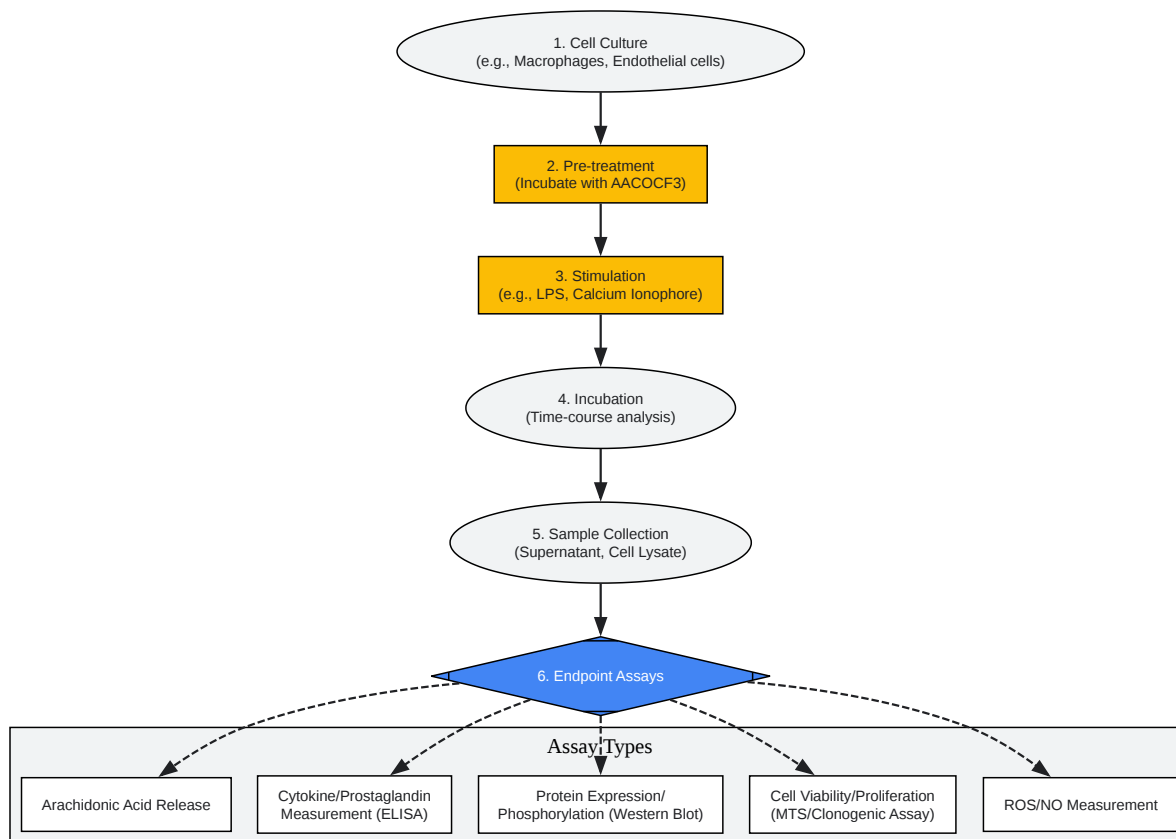 1. Cell Culture
(e.g., Macrophages, Endothelial cells)
2. Pre-treatment
(Incubate with AACOCF3)
3. Stimulation
(e.g., LPS, Calcium Ionophore)
4. Incubation
(Time-course analysis)
5. Sample Collection
(Supernatant, Cell Lysate)
6. Endpoint Assays
Assay Types
Arachidonic Acid Release
Cytokine/Prostaglandin
Measurement (ELISA)
Protein Expression/
Phosphorylation (Western Blot)
Cell Viability/Proliferation
(MTS/Clonogenic Assay)
ROS/NO Measurement